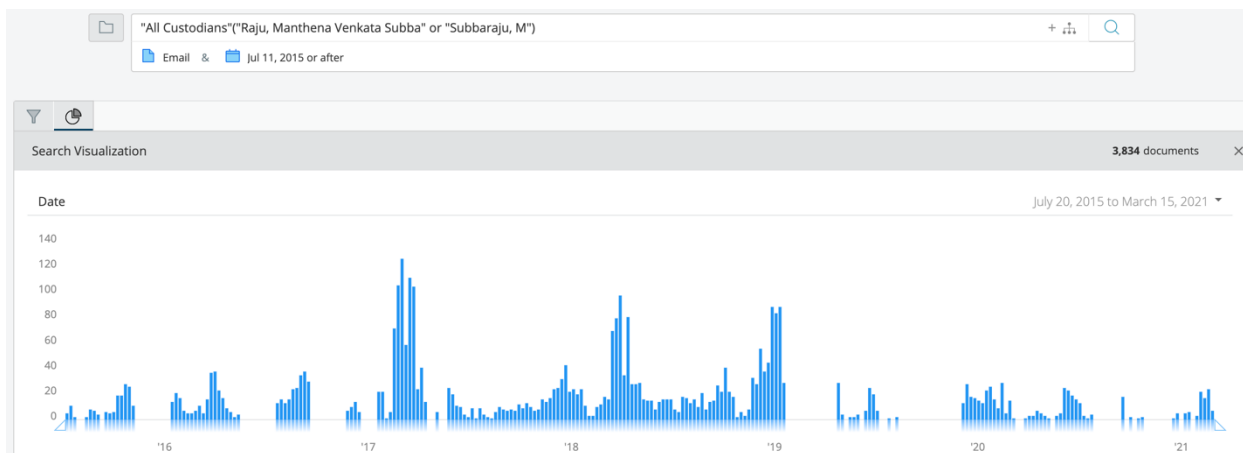 "All Custodians"("Raju, Manthena Venkata Subba" or "Subbaraju, M")
Email & Jul 11, 2015 or after
Search Visualization 3,834 documents
Date July 20, 2015 to March 15, 2021
140
120
100
80
60
40
20
0
'16 '17 '18 '19 '20 '21